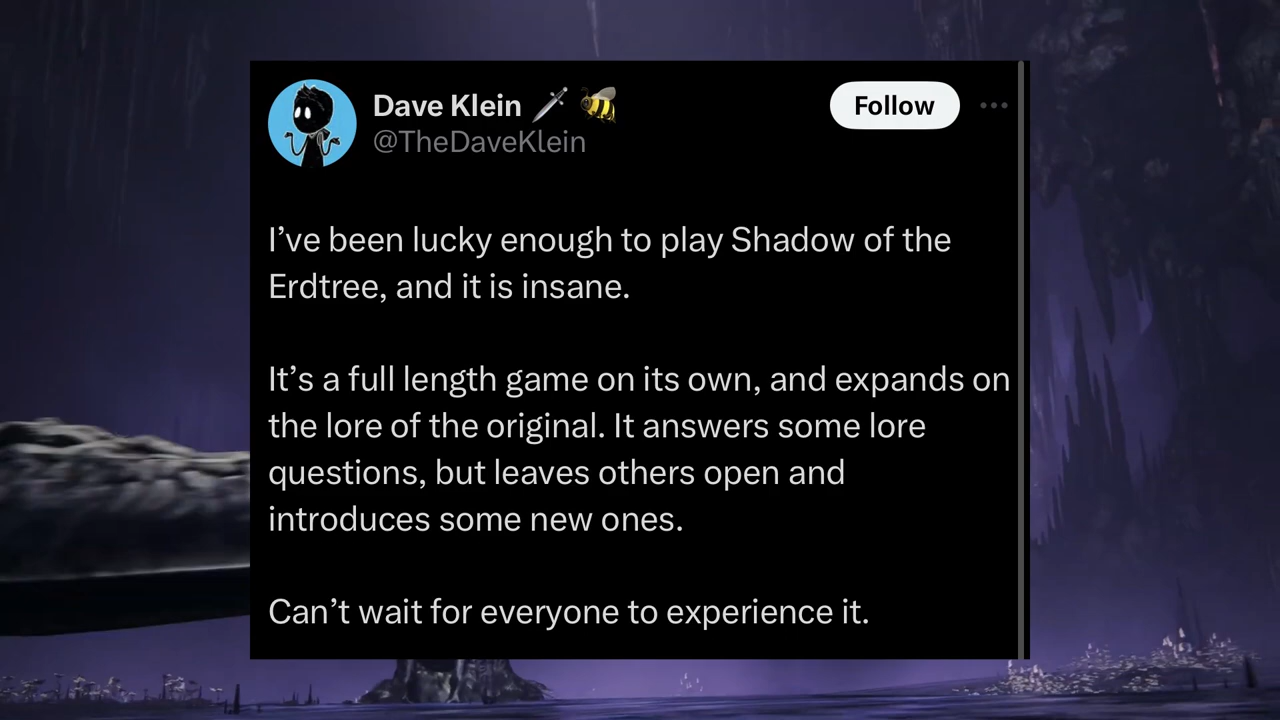 Dave Klein 🗡️ 🐝
@TheDaveKlein
Follow
I’ve been lucky enough to play Shadow of the
Erdtree, and it is insane.
It’s a full length game on its own, and expands on
the lore of the original. It answers some lore
questions, but leaves others open and
introduces some new ones.
Can’t wait for everyone to experience it.